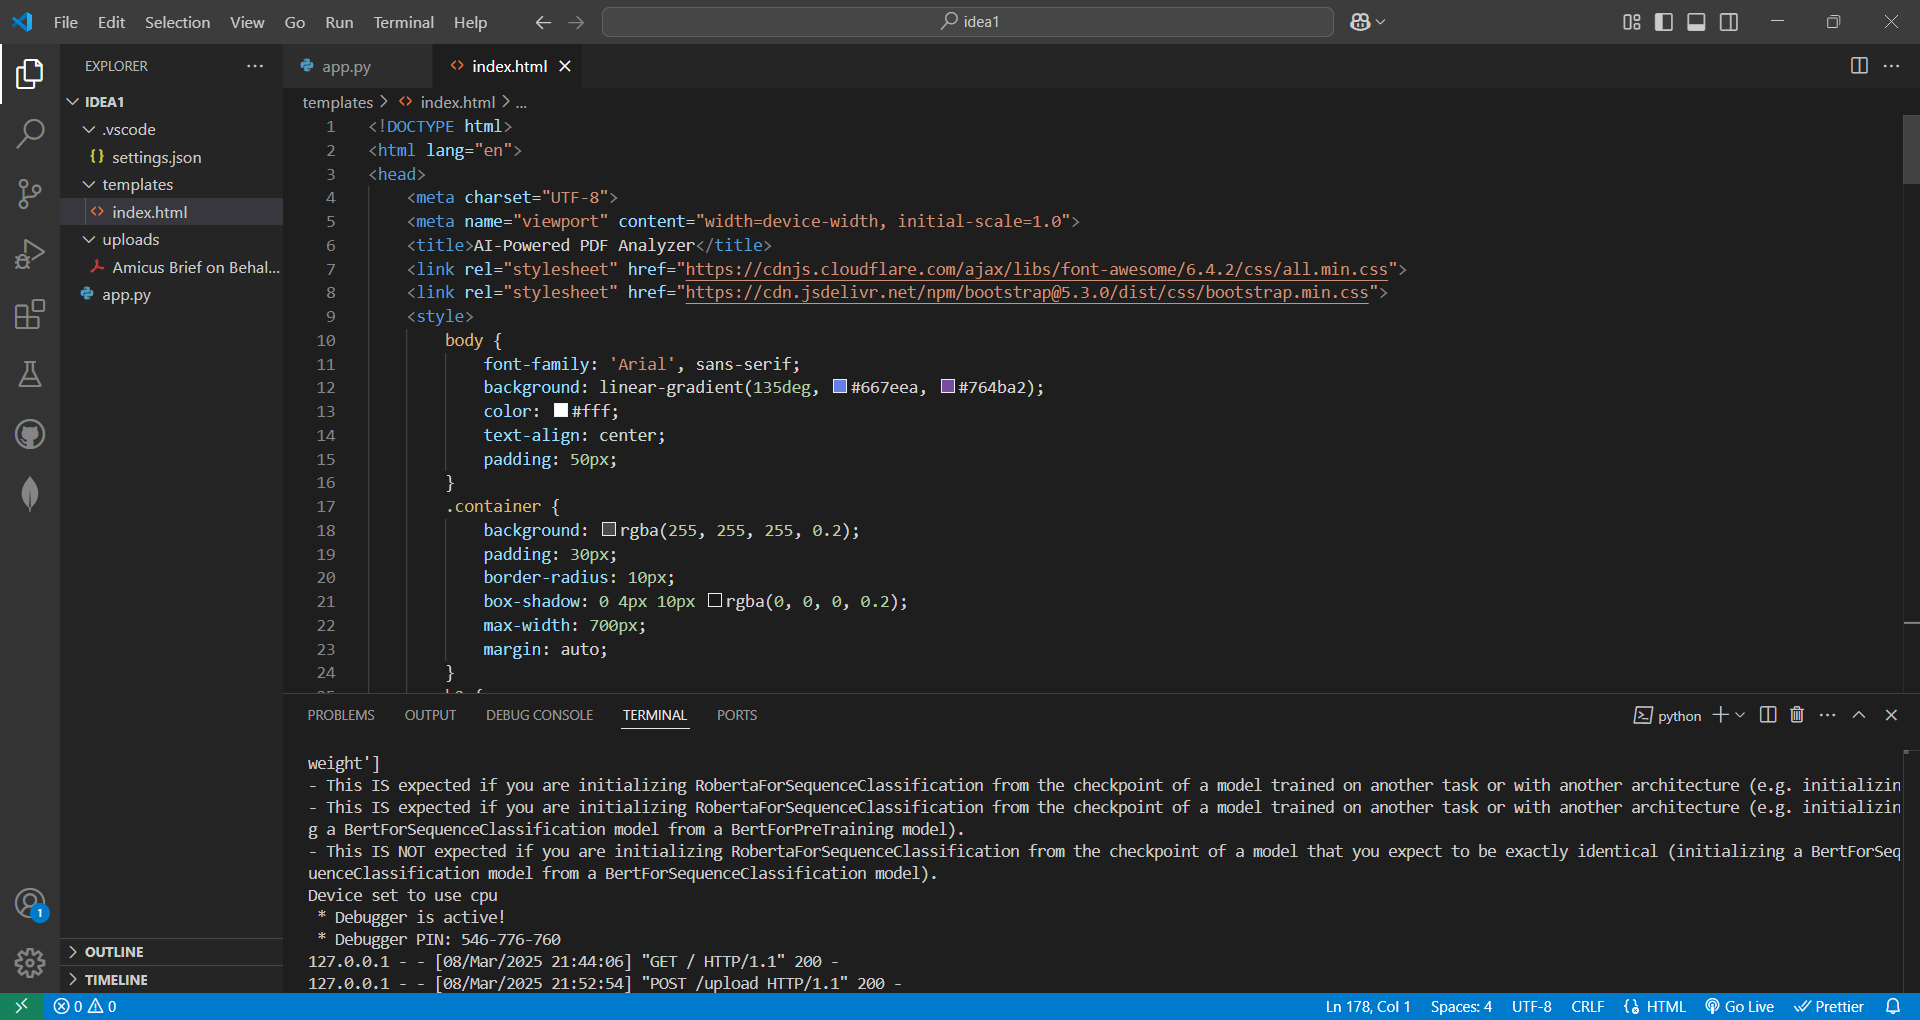 File Edit Selection View Go Run Terminal Help
idea1
EXPLORER
IDEA1
.vscode
settings.json
templates
index.html
uploads
Amicus Brief on Behal...
app.py
OUTLINE
TIMELINE
app.py
index.html
templates > index.html > ...
1 <!DOCTYPE html>
2 <html lang="en">
3 <head>
4 <meta charset="UTF-8">
5 <meta name="viewport" content="width=device-width, initial-scale=1.0">
6 <title>AI-Powered PDF Analyzer</title>
7 <link rel="stylesheet" href="https://cdnjs.cloudflare.com/ajax/libs/font-awesome/6.4.2/css/all.min.css">
8 <link rel="stylesheet" href="https://cdn.jsdelivr.net/npm/bootstrap@5.3.0/dist/css/bootstrap.min.css">
9 <style>
10 body {
11 font-family: 'Arial', sans-serif;
12 background: linear-gradient(135deg, #667eea, #764ba2);
13 color: #fff;
14 text-align: center;
15 padding: 50px;
16 }
17 .container {
18 background: rgba(255, 255, 255, 0.2);
19 padding: 30px;
20 border-radius: 10px;
21 box-shadow: 0 4px 10px rgba(0, 0, 0, 0.2);
22 max-width: 700px;
23 margin: auto;
24 }
PROBLEMS OUTPUT DEBUG CONSOLE TERMINAL PORTS
python
weight']
- This IS expected if you are initializing RobertaForSequenceClassification from the checkpoint of a model trained on another task or with another architecture (e.g. initializin
- This IS expected if you are initializing RobertaForSequenceClassification from the checkpoint of a model trained on another task or with another architecture (e.g. initializin
g a BertForSequenceClassification model from a BertForPreTraining model).
- This IS NOT expected if you are initializing RobertaForSequenceClassification from the checkpoint of a model that you expect to be exactly identical (initializing a BertForSeq
uenceClassification model from a BertForSequenceClassification model).
Device set to use cpu
* Debugger is active!
* Debugger PIN: 546-776-760
127.0.0.1 - - [08/Mar/2025 21:44:06] "GET / HTTP/1.1" 200 -
127.0.0.1 - - [08/Mar/2025 21:52:54] "POST /upload HTTP/1.1" 200 -
1
0 0
Ln 178, Col 1 Spaces: 4 UTF-8 CRLF HTML Go Live Prettier